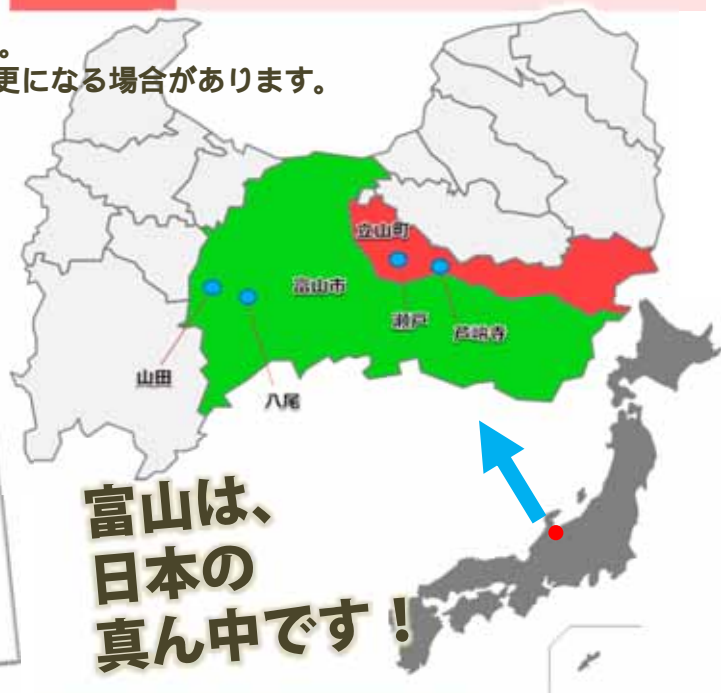 。
更になる場合があります。
立山町
富山市
瀬戸
芦峅寺
山田
八尾
富山は、
日本の
真ん中です！